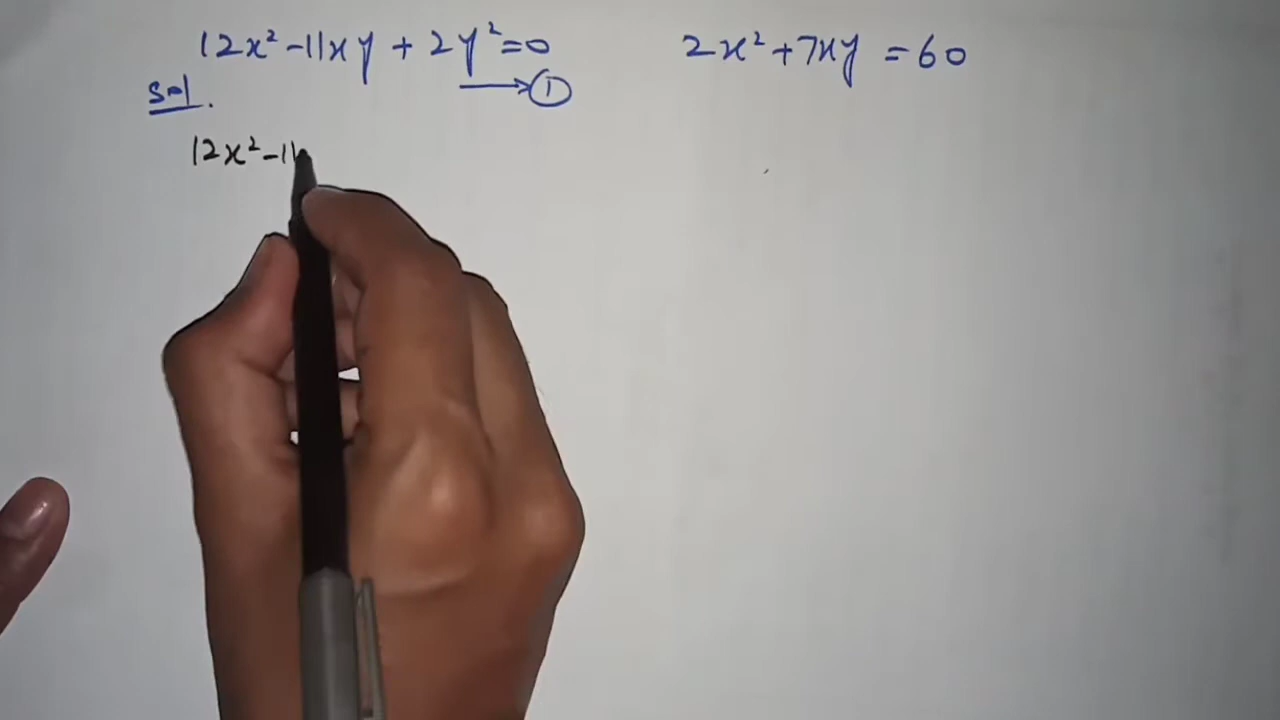 12x² -11xy + 2y² = 0 2x² + 7xy = 60
Sol. → ①
12x² - 11